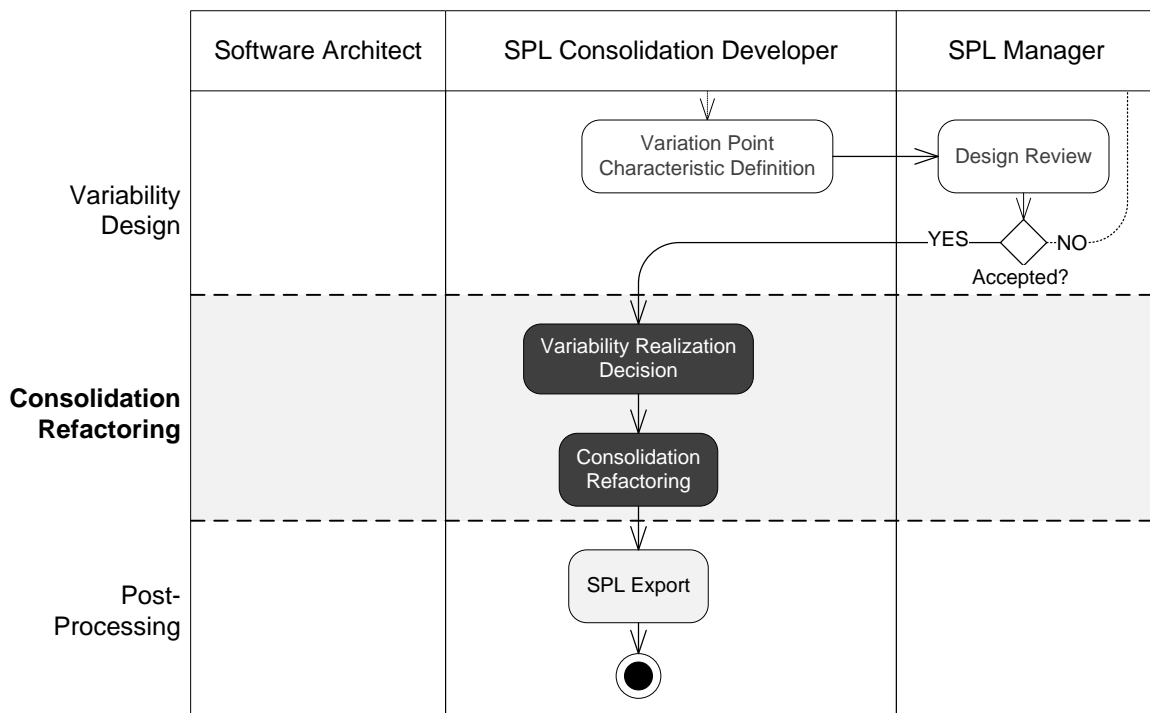 Software Architect
SPL Consolidation Developer
SPL Manager
Variability
Design
Variation Point
Characteristic Definition
Design Review
YES
NO
Accepted?
Consolidation
Refactoring
Variability Realization
Decision
Consolidation
Refactoring
Post-
Processing
SPL Export